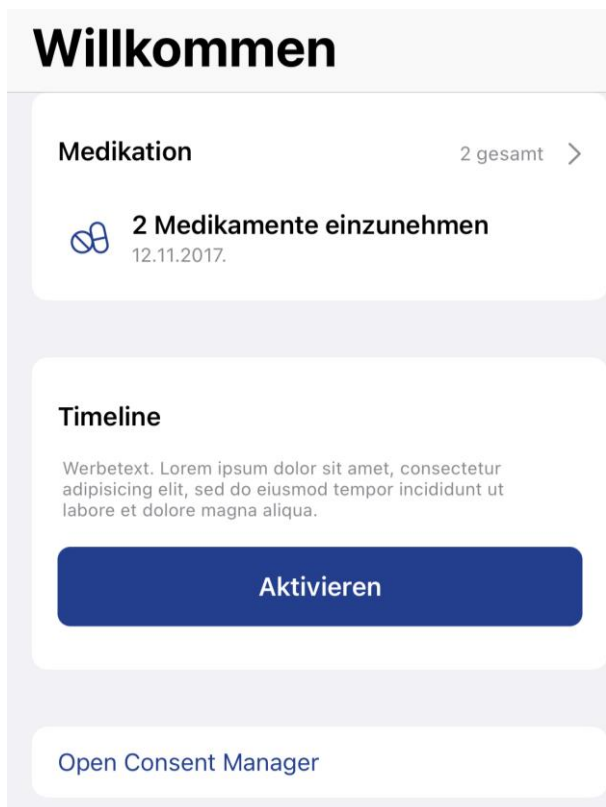 Willkommen
Medikation
2 gesamt
2 Medikamente einzunehmen
12.11.2017.
Timeline
Werbetext. Lorem ipsum dolor sit amet, consectetur
adipisicing elit, sed do eiusmod tempor incididunt ut
labore et dolore magna aliqua.
Aktivieren
Open Consent Manager